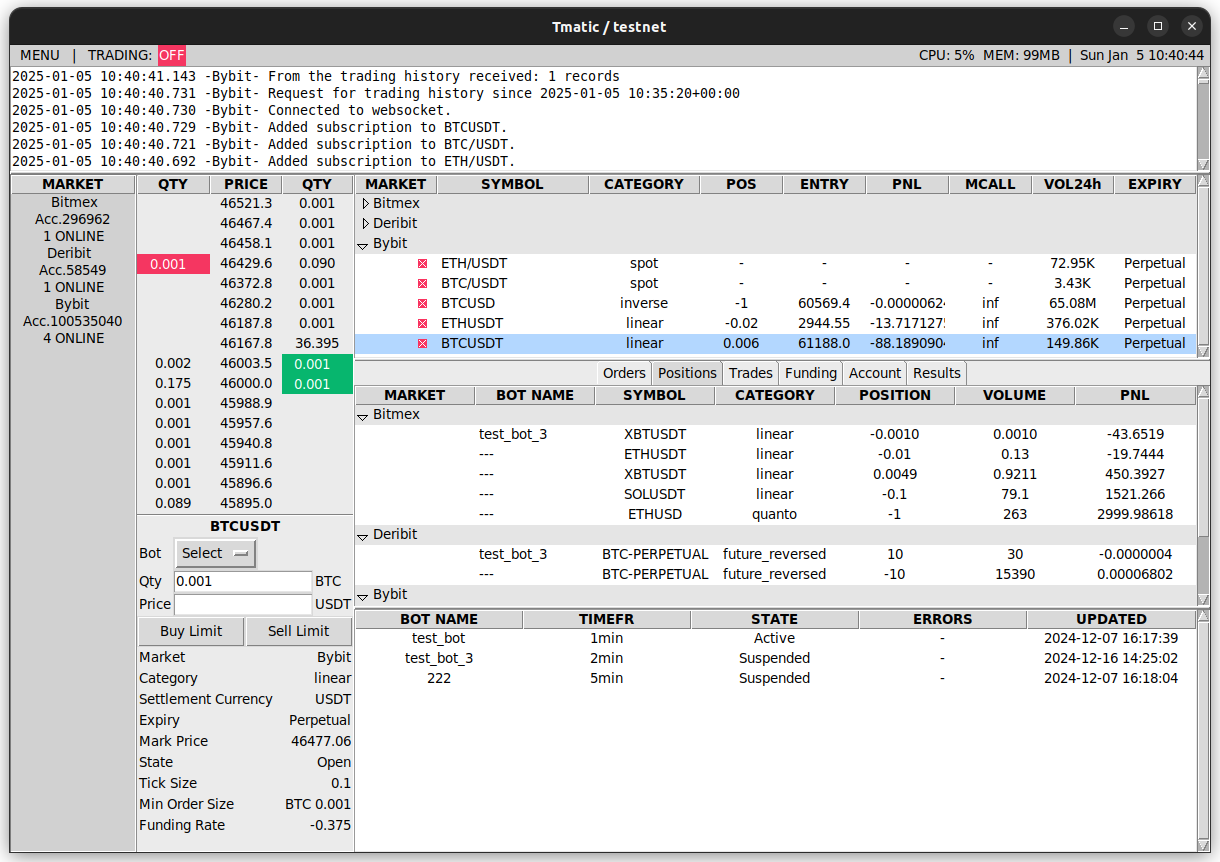 Tmatic / testnet
MENU | TRADING: OFF CPU: 5% MEM: 99MB | Sun Jan 5 10:40:44
2025-01-05 10:40:41.143 -Bybit- From the trading history received: 1 records
2025-01-05 10:40:40.731 -Bybit- Request for trading history since 2025-01-05 10:35:20+00:00
2025-01-05 10:40:40.730 -Bybit- Connected to websocket.
2025-01-05 10:40:40.729 -Bybit- Added subscription to BTCUSDT.
2025-01-05 10:40:40.721 -Bybit- Added subscription to BTC/USDT.
2025-01-05 10:40:40.692 -Bybit- Added subscription to ETH/USDT.
MARKET
Bitmex
Acc.296962
1 ONLINE
Deribit
Acc.58549
1 ONLINE
Bybit
Acc.100535040
4 ONLINE
QTY PRICE QTY
46521.3 0.001
46467.4 0.001
46458.1 0.001
0.001 46429.6 0.090
46372.8 0.001
46280.2 0.001
46187.8 0.001
46167.8 36.395
0.002 46003.5 0.001
0.175 46000.0 0.001
0.001 45988.9
0.001 45957.6
0.001 45940.8
0.001 45911.6
0.001 45896.6
0.089 45895.0
BTCUSDT
Bot Select
Qty 0.001 BTC
Price USDT
Buy Limit Sell Limit
Market Bybit
Category linear
Settlement Currency USDT
Expiry Perpetual
Mark Price 46477.06
State Open
Tick Size 0.1
Min Order Size BTC 0.001
Funding Rate -0.375
MARKET SYMBOL CATEGORY POS ENTRY PNL MCALL VOL24h EXPIRY
Bitmex
Deribit
Bybit
ETH/USDT spot - - - - 72.95K Perpetual
BTC/USDT spot - - - - 3.43K Perpetual
BTCUSD inverse -1 60569.4 -0.00000624 inf 65.08M Perpetual
ETHUSDT linear -0.02 2944.55 -13.717127 inf 376.02K Perpetual
BTCUSDT linear 0.006 61188.0 -88.189090 inf 149.86K Perpetual
Orders Positions Trades Funding Account Results
MARKET BOT NAME SYMBOL CATEGORY POSITION VOLUME PNL
Bitmex
test_bot_3 XBTUSDT linear -0.0010 0.0010 -43.6519
--- ETHUSDT linear -0.01 0.13 -19.7444
--- XBTUSDT linear 0.0049 0.9211 450.3927
--- SOLUSDT linear -0.1 79.1 1521.266
--- ETHUSD quanto -1 263 2999.98618
Deribit
test_bot_3 BTC-PERPETUAL future_reversed 10 30 -0.0000004
--- BTC-PERPETUAL future_reversed -10 15390 0.00006802
Bybit
BOT NAME TIMEFR STATE ERRORS UPDATED
test_bot 1min Active - 2024-12-07 16:17:39
test_bot_3 2min Suspended - 2024-12-16 14:25:02
222 5min Suspended - 2024-12-07 16:18:04